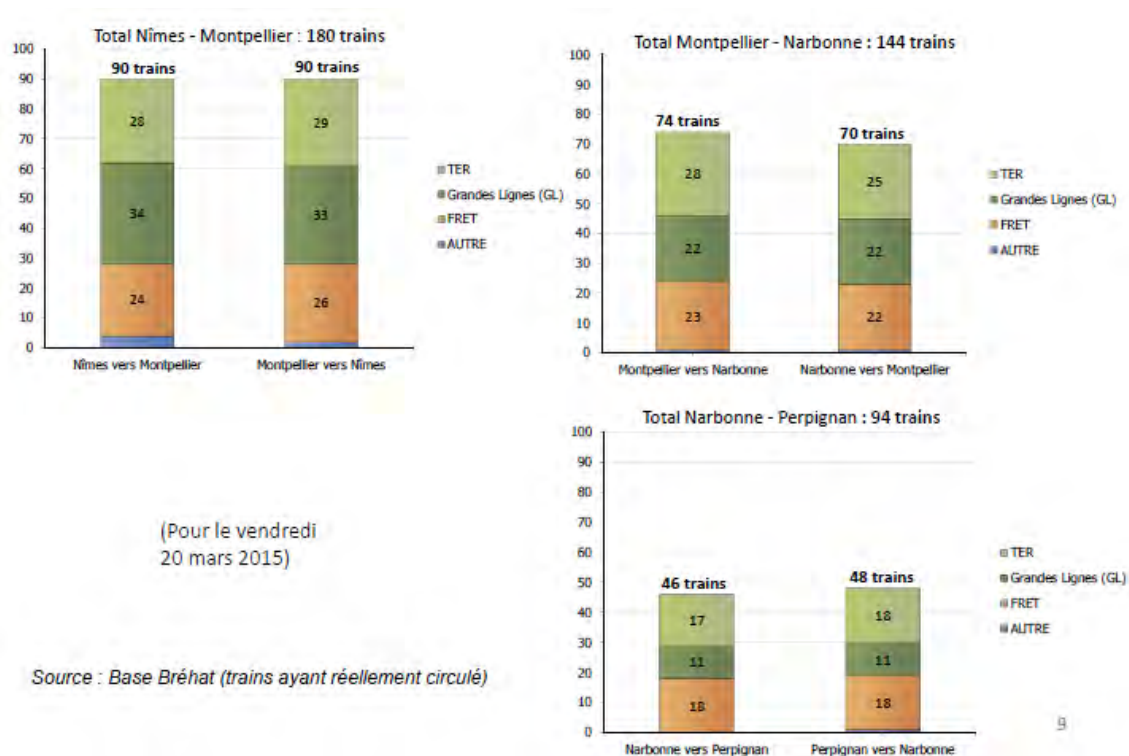 Total Nîmes - Montpellier : 180 trains
100
90
80
70
60
50
40
30
20
10
0
90 trains
90 trains
28
29
34
33
24
26
Nîmes vers Montpellier
Montpellier vers Nîmes
TER
Grandes Lignes (GL)
FRET
AUTRE
Total Montpellier - Narbonne : 144 trains
100
90
80
70
60
50
40
30
20
10
0
74 trains
70 trains
28
25
22
22
23
22
Montpellier vers Narbonne
Narbonne vers Montpellier
TER
Grandes Lignes (GL)
FRET
AUTRE
Total Narbonne - Perpignan : 94 trains
100
90
80
70
60
50
40
30
20
10
0
46 trains
48 trains
17
18
11
11
18
18
Narbonne vers Perpignan
Perpignan vers Narbonne
TER
Grandes Lignes (GL)
FRET
AUTRE
(Pour le vendredi
20 mars 2015)
Source : Base Bréhat (trains ayant réellement circulé)
9